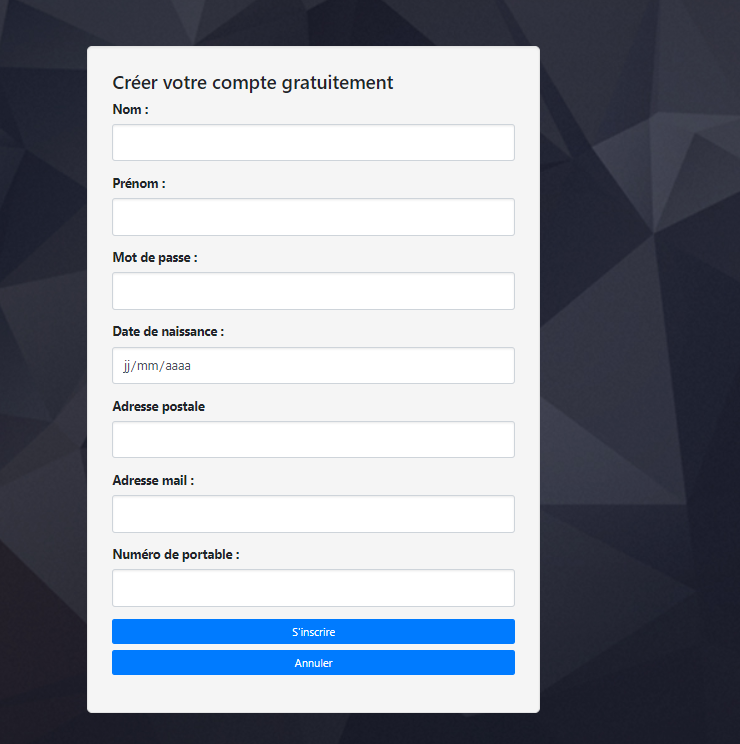 Créer votre compte gratuitement
Nom :
Prénom :
Mot de passe :
Date de naissance :
jj/mm/aaaa
Adresse postale
Adresse mail :
Numéro de portable :
S'inscrire
Annuler